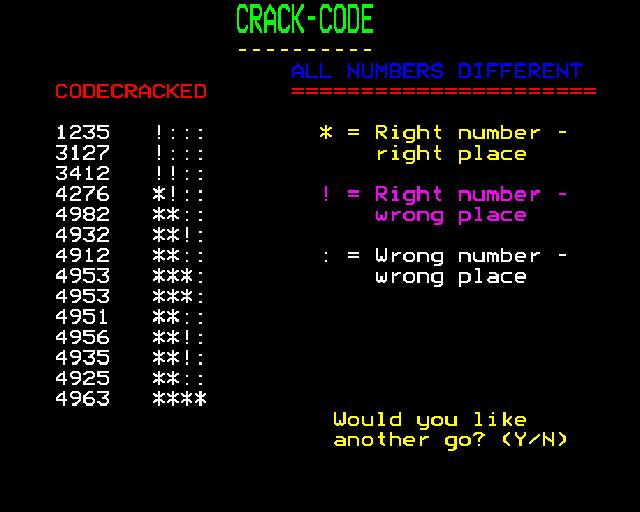 CRACK-CODE
----------
ALL NUMBERS DIFFERENT
CODECRACKED ======================
1235 !::: * = Right number -
3127 !::: right place
3412 !!::
4276 *!:: ! = Right number -
4982 **:: wrong place
4932 **!:
4912 **:: : = Wrong number -
4953 ***: wrong place
4953 ***:
4951 **::
4956 **!:
4935 **!:
4925 **::
4963 ****
Would you like
another go? (Y/N)